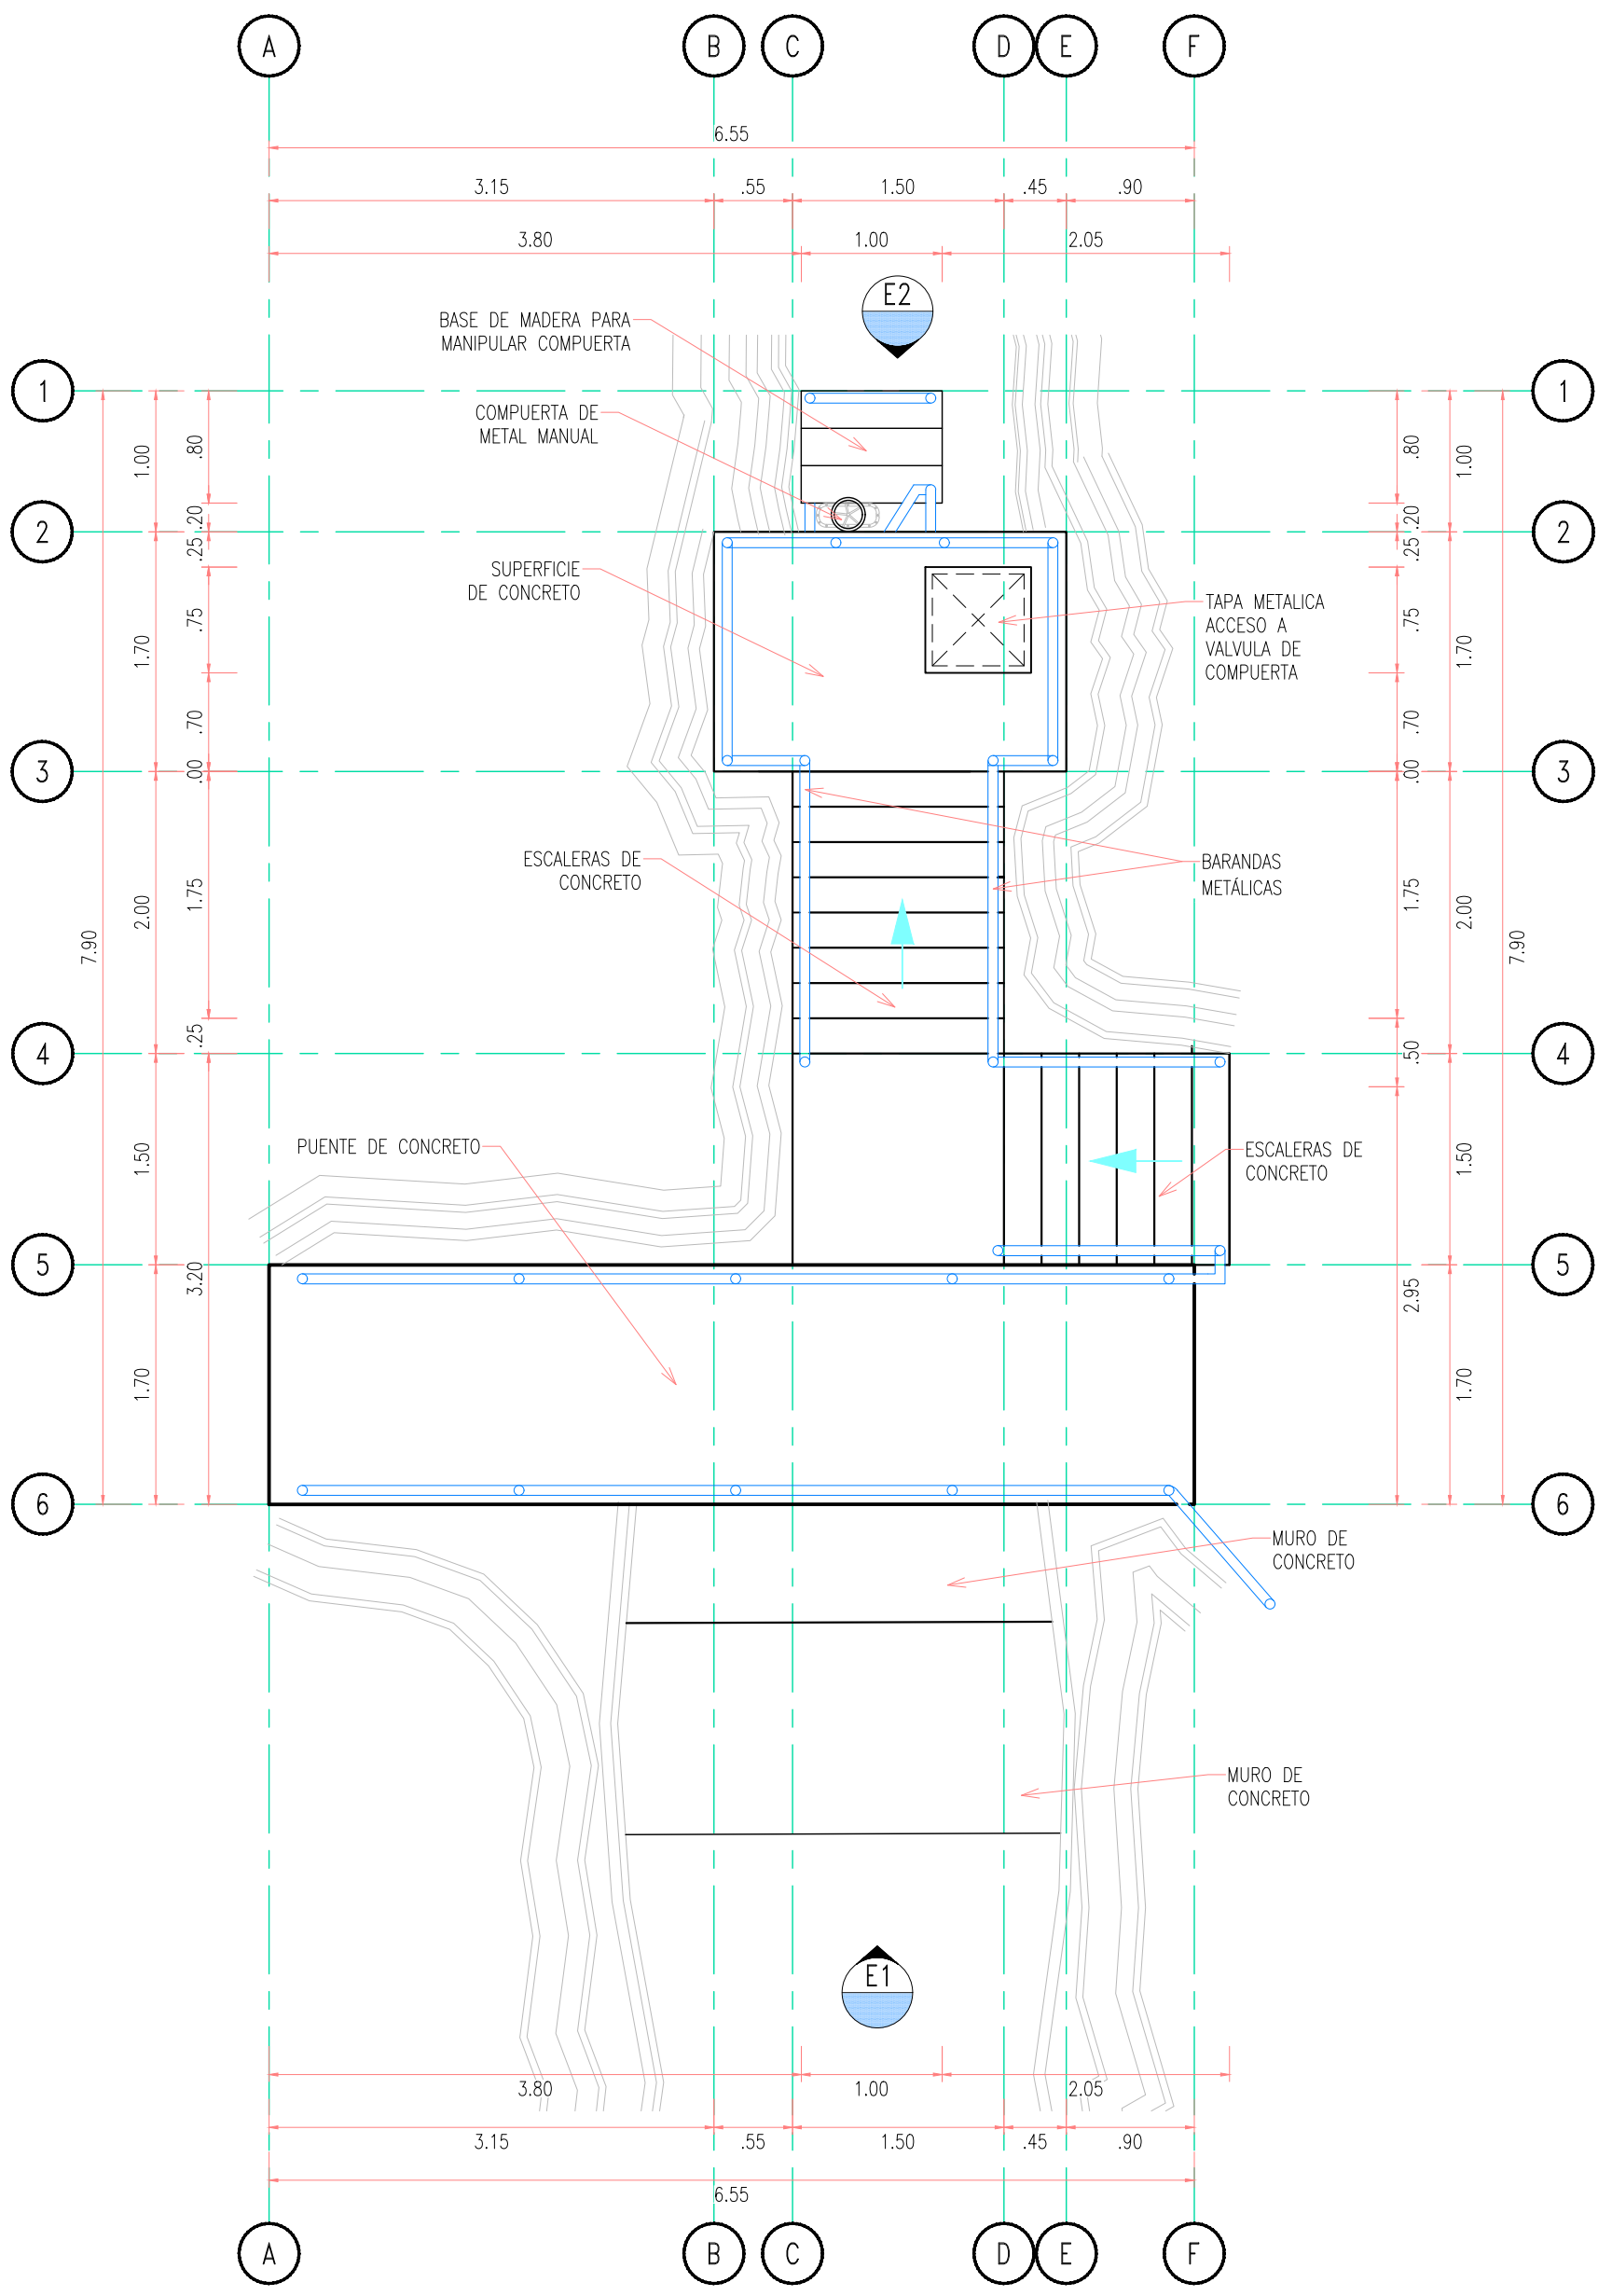 A B C D E F
6.55
3.15 .55 1.50 .45 .90
3.80 1.00 2.05
E2
BASE DE MADERA PARA
MANIPULAR COMPUERTA
1 1
COMPUERTA DE
METAL MANUAL
.80 .80
1.00 1.00
.20 .20
2 2
.25 .25
SUPERFICIE
DE CONCRETO
TAPA METALICA
ACCESO A
VALVULA DE
COMPUERTA
.75 .75
1.70 1.70
.70 .70
3 3
.00 .00
ESCALERAS DE
CONCRETO
BARANDAS
METÁLICAS
1.75 1.75
2.00 2.00
7.90 7.90
.25 .50
4 4
PUENTE DE CONCRETO
ESCALERAS DE
CONCRETO
1.50 1.50
5 5
3.20 2.95
1.70 1.70
6 6
MURO DE
CONCRETO
MURO DE
CONCRETO
E1
3.80 1.00 2.05
3.15 .55 1.50 .45 .90
6.55
A B C D E F